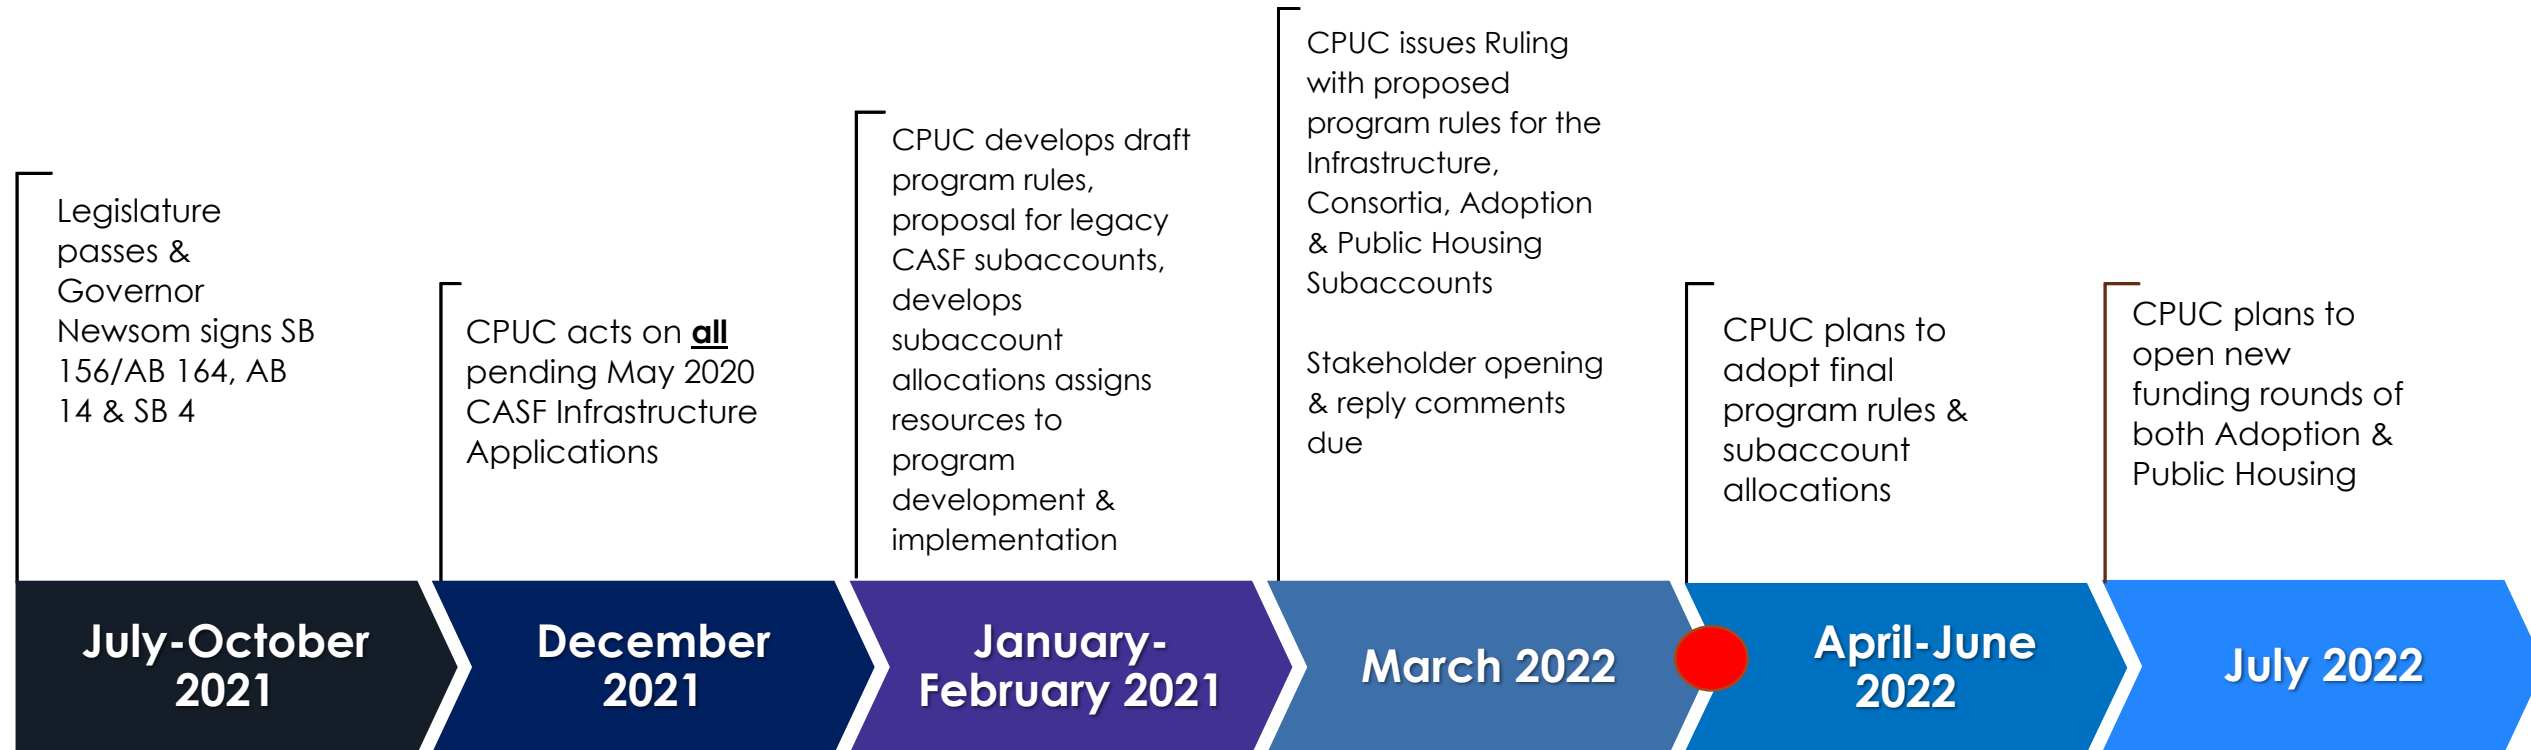 Legislature
passes &
Governor
Newsom signs SB
156/AB 164, AB
14 & SB 4
CPUC acts on all
pending May 2020
CASF Infrastructure
Applications
CPUC develops draft
program rules,
proposal for legacy
CASF subaccounts,
develops
subaccount
allocations assigns
resources to
program
development &
implementation
CPUC issues Ruling
with proposed
program rules for the
Infrastructure,
Consortia, Adoption
& Public Housing
Subaccounts
Stakeholder opening
& reply comments
due
CPUC plans to
adopt final
program rules &
subaccount
allocations
CPUC plans to
open new
funding rounds of
both Adoption &
Public Housing
July-October
2021
December
2021
January-
February 2021
March 2022
April-June
2022
July 2022